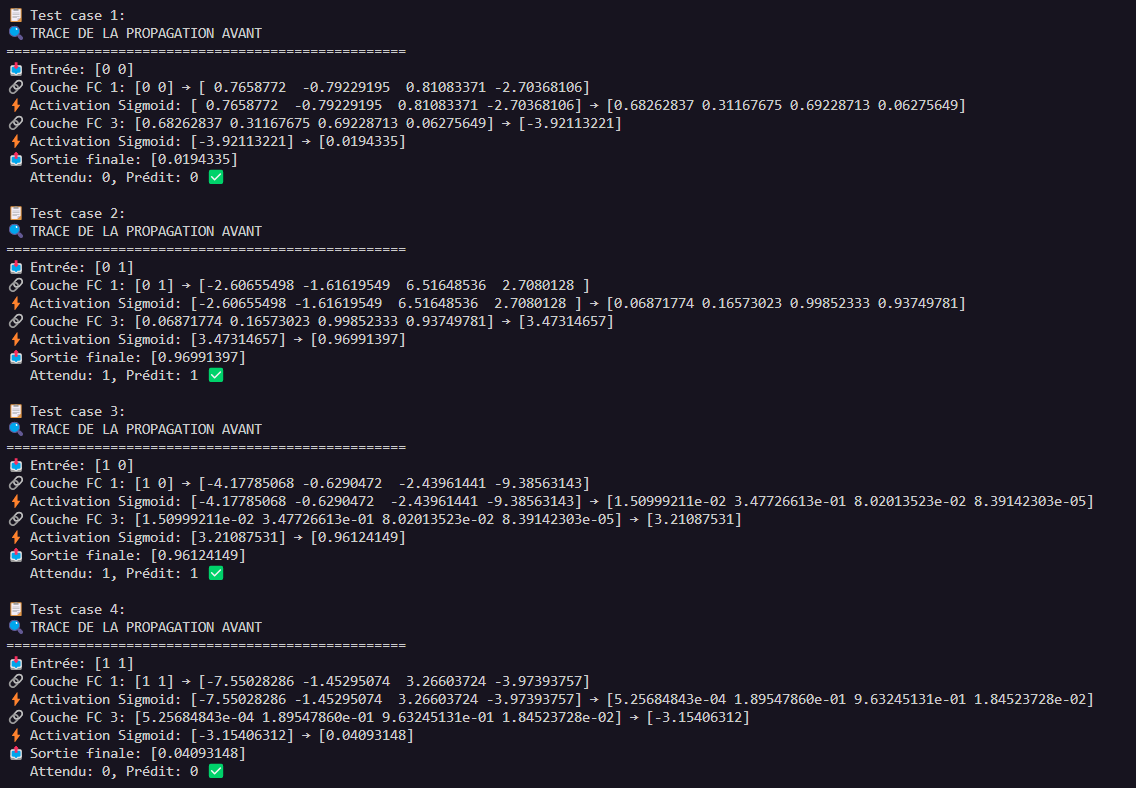 📋 Test case 1:
🔍 TRACE DE LA PROPAGATION AVANT
==================================================
📥 Entrée: [0 0]
🔗 Couche FC 1: [0 0] → [ 0.7658772  -0.79229195  0.81083371 -2.70368106]
⚡ Activation Sigmoid: [ 0.7658772  -0.79229195  0.81083371 -2.70368106] → [0.68262837 0.31167675 0.69228713 0.06275649]
🔗 Couche FC 3: [0.68262837 0.31167675 0.69228713 0.06275649] → [-3.92113221]
⚡ Activation Sigmoid: [-3.92113221] → [0.0194335]
📤 Sortie finale: [0.0194335]
Attendu: 0, Prédit: 0 ✅
📋 Test case 2:
🔍 TRACE DE LA PROPAGATION AVANT
==================================================
📥 Entrée: [0 1]
🔗 Couche FC 1: [0 1] → [-2.60655498 -1.61619549  6.51648536  2.7080128 ]
⚡ Activation Sigmoid: [-2.60655498 -1.61619549  6.51648536  2.7080128 ] → [0.06871774 0.16573023 0.99852333 0.93749781]
🔗 Couche FC 3: [0.06871774 0.16573023 0.99852333 0.93749781] → [3.47314657]
⚡ Activation Sigmoid: [3.47314657] → [0.96991397]
📤 Sortie finale: [0.96991397]
Attendu: 1, Prédit: 1 ✅
📋 Test case 3:
🔍 TRACE DE LA PROPAGATION AVANT
==================================================
📥 Entrée: [1 0]
🔗 Couche FC 1: [1 0] → [-4.17785068 -0.6290472  -2.43961441 -9.38563143]
⚡ Activation Sigmoid: [-4.17785068 -0.6290472  -2.43961441 -9.38563143] → [1.50999211e-02 3.47726613e-01 8.02013523e-02 8.39142303e-05]
🔗 Couche FC 3: [1.50999211e-02 3.47726613e-01 8.02013523e-02 8.39142303e-05] → [3.21087531]
⚡ Activation Sigmoid: [3.21087531] → [0.96124149]
📤 Sortie finale: [0.96124149]
Attendu: 1, Prédit: 1 ✅
📋 Test case 4:
🔍 TRACE DE LA PROPAGATION AVANT
==================================================
📥 Entrée: [1 1]
🔗 Couche FC 1: [1 1] → [-7.55028286 -1.45295074  3.26603724 -3.97393757]
⚡ Activation Sigmoid: [-7.55028286 -1.45295074  3.26603724 -3.97393757] → [5.25684843e-04 1.89547860e-01 9.63245131e-01 1.84523728e-02]
🔗 Couche FC 3: [5.25684843e-04 1.89547860e-01 9.63245131e-01 1.84523728e-02] → [-3.15406312]
⚡ Activation Sigmoid: [-3.15406312] → [0.04093148]
📤 Sortie finale: [0.04093148]
Attendu: 0, Prédit: 0 ✅